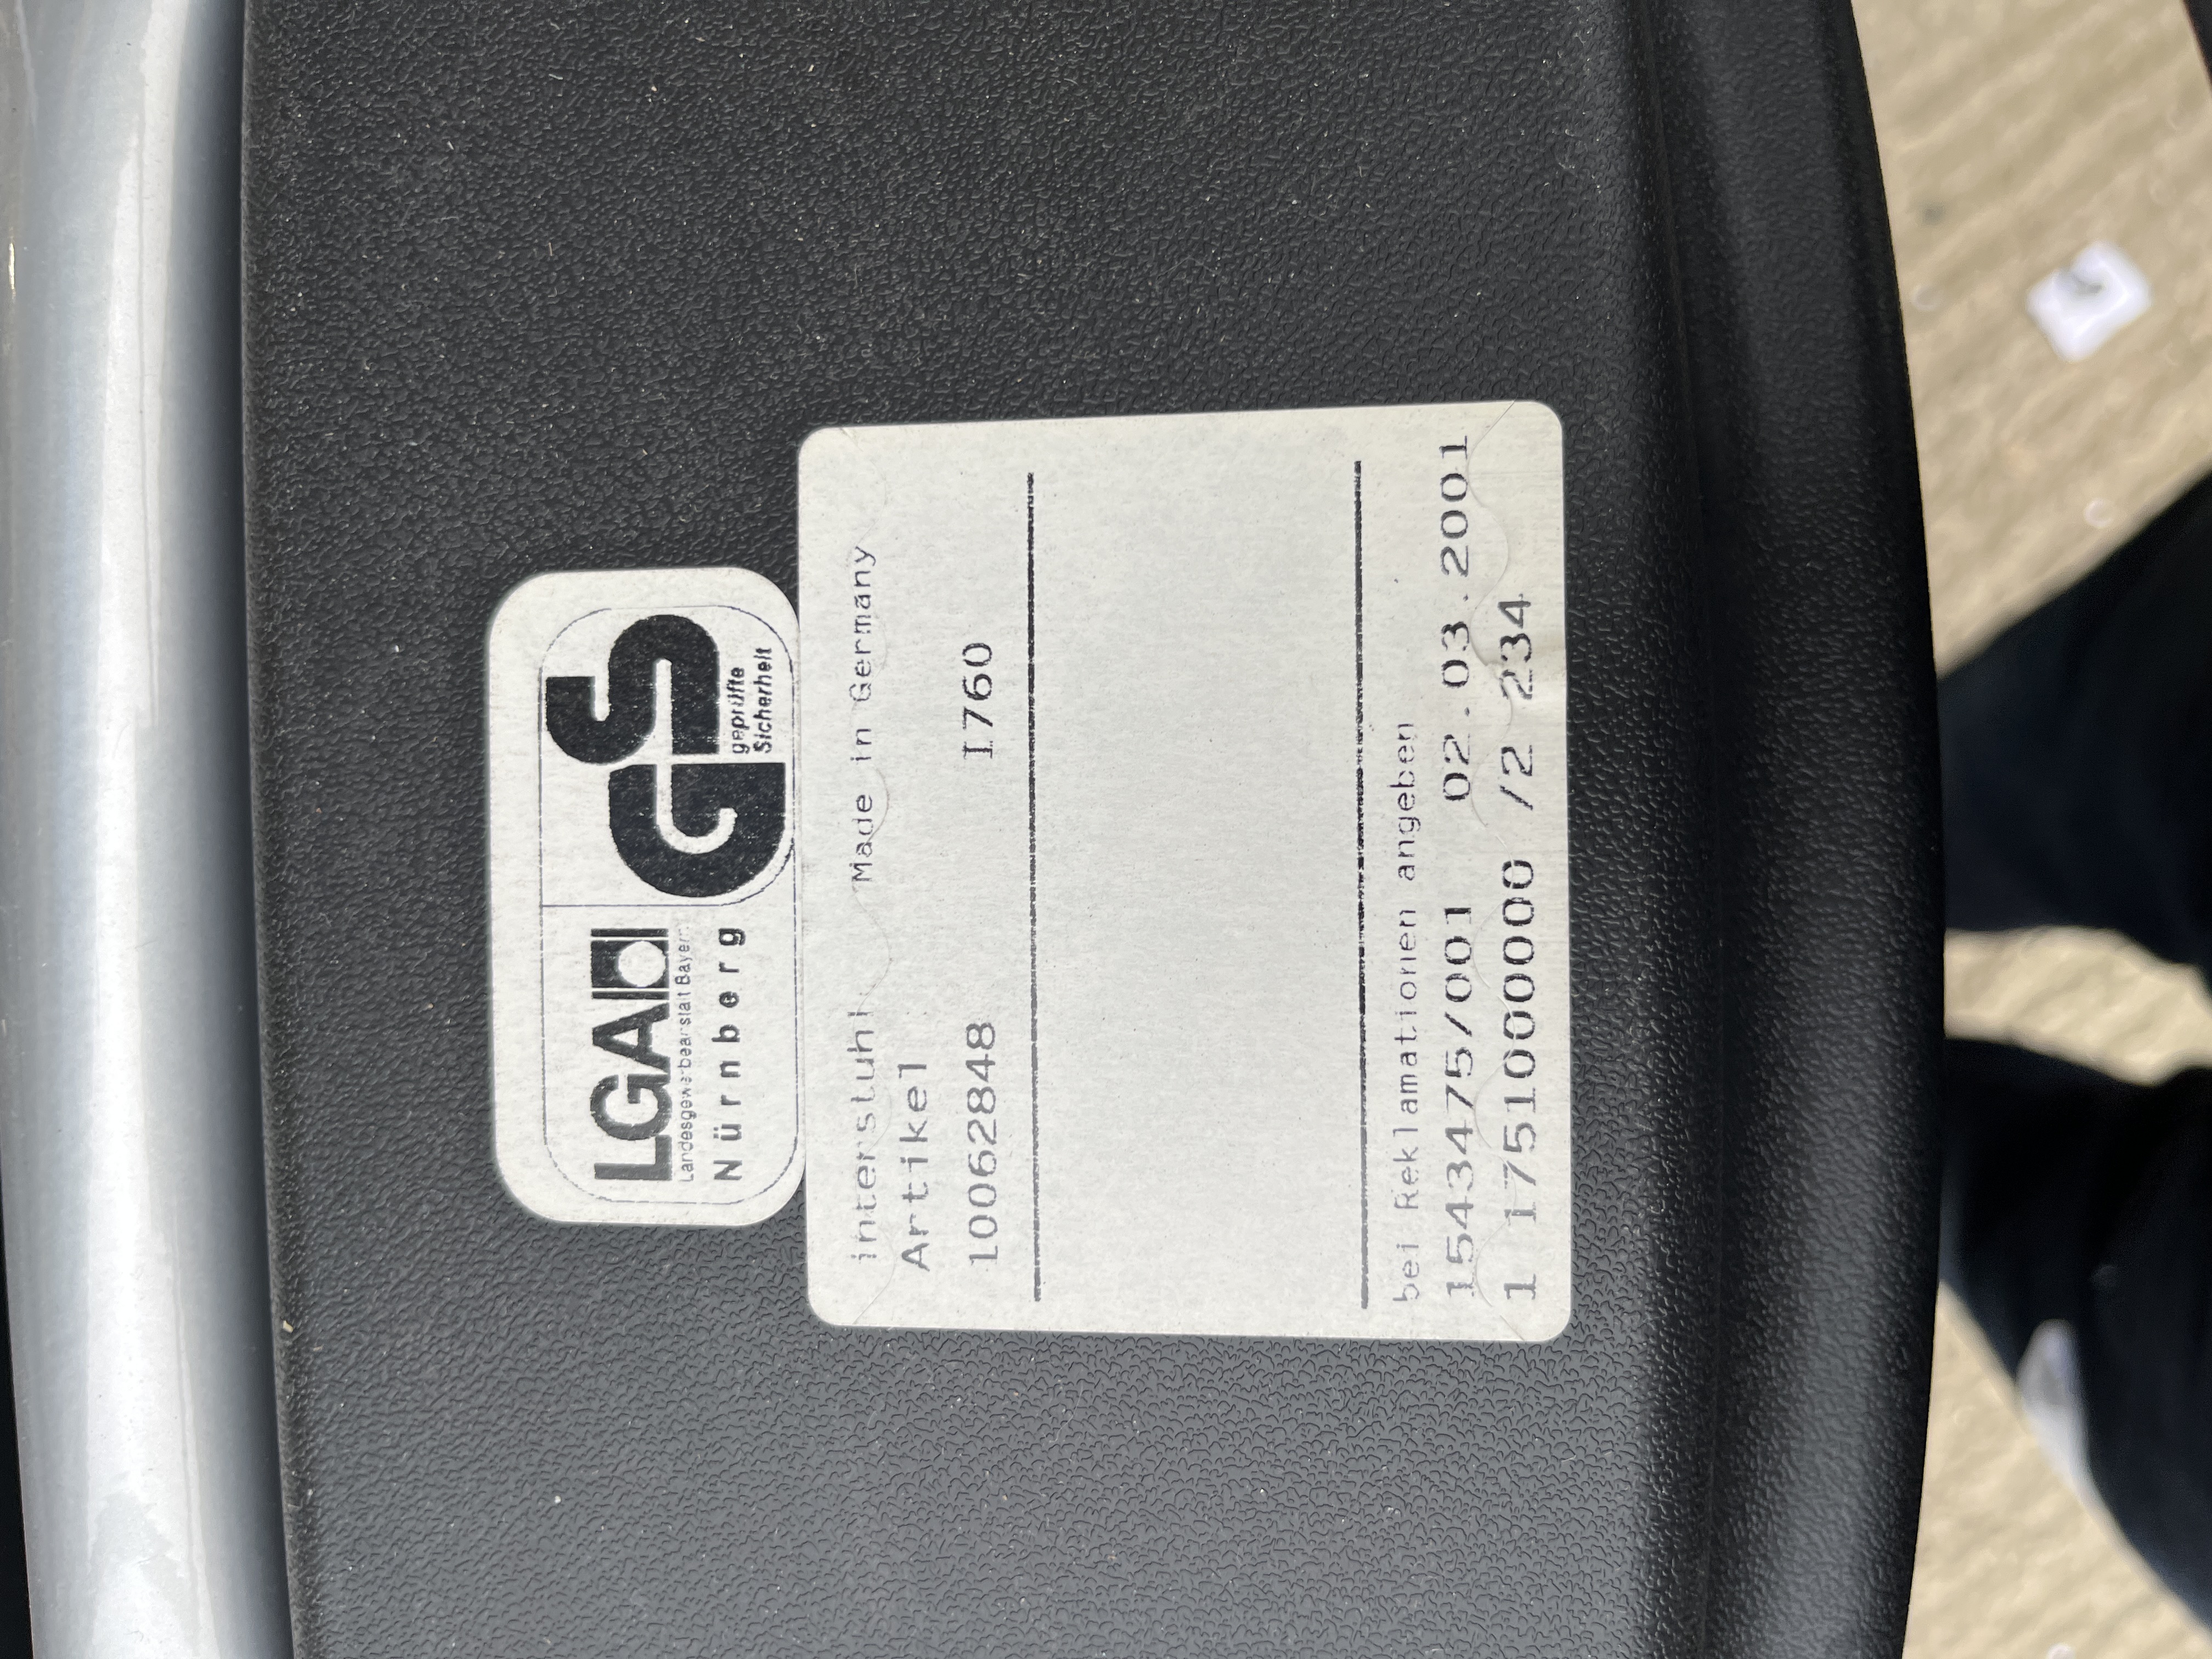 LGA
Landesgewerbeanstalt Bayern
Nürnberg
GS
geprüfte
Sicherheit
interstuhl Made in Germany
Artikel
10062848 I760
bei Reklamationen angeben
15434475/001 02.03.2001
1 1751000000 /2 234